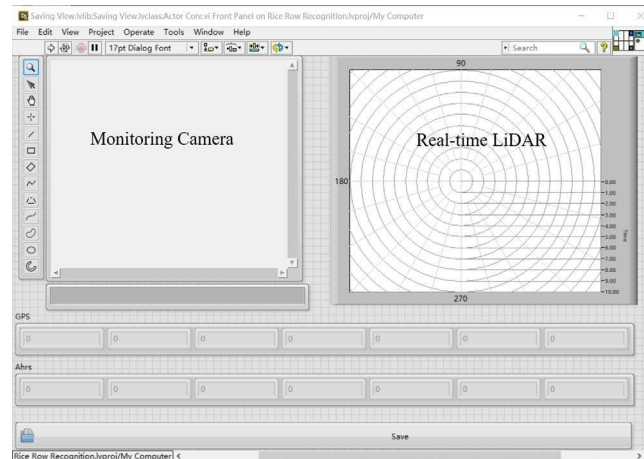 Saving View.lvlib:Saving View.lvclass:Actor Core.vi Front Panel on Rice Row Recognition.lvproj/My Computer
File Edit View Project Operate Tools Window Help
17pt Dialog Font
Search
?
Monitoring Camera
Real-time LiDAR
90
180
270
0.00
1.00
2.00
3.00
4.00
5.00
6.00
7.00
8.00
9.00
10.00
Time
GPS
0 0 0 0 0 0 0
Ahrs
0 0 0 0 0 0 0
Save
Rice Row Recognition.lvproj/My Computer